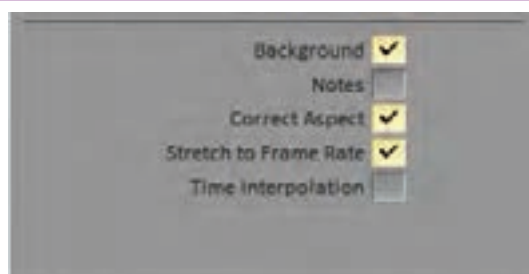 Background
Notes
Correct Aspect
Stretch to Frame Rate
Time Interpolation